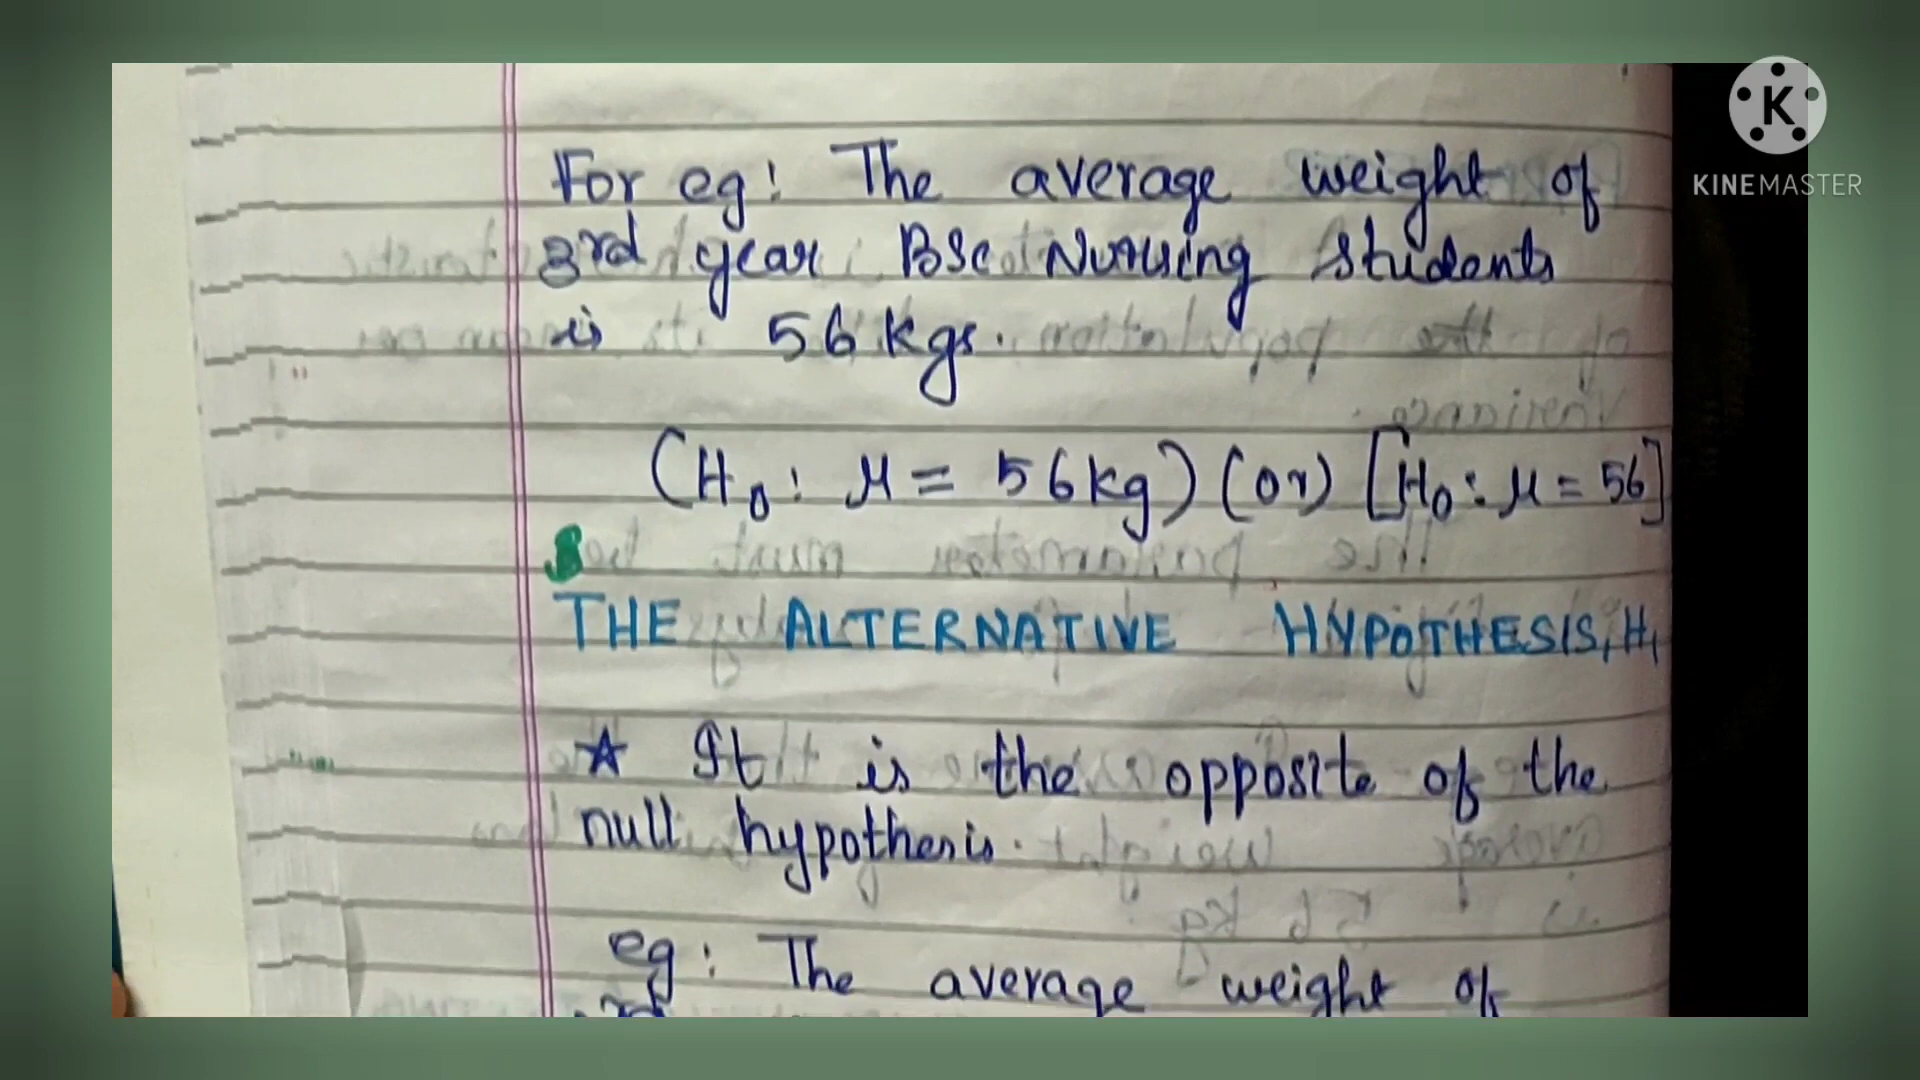 For eg: The average weight of
3rd year BSc Nursing students
is 56 kgs.
(H₀: μ = 56kg) (or) [H₀: μ = 56]
THE ALTERNATIVE HYPOTHESIS, H₁
☆ It is the opposite of the
null hypothesis.
eg: The average weight of
3rd
K
KINEMASTER